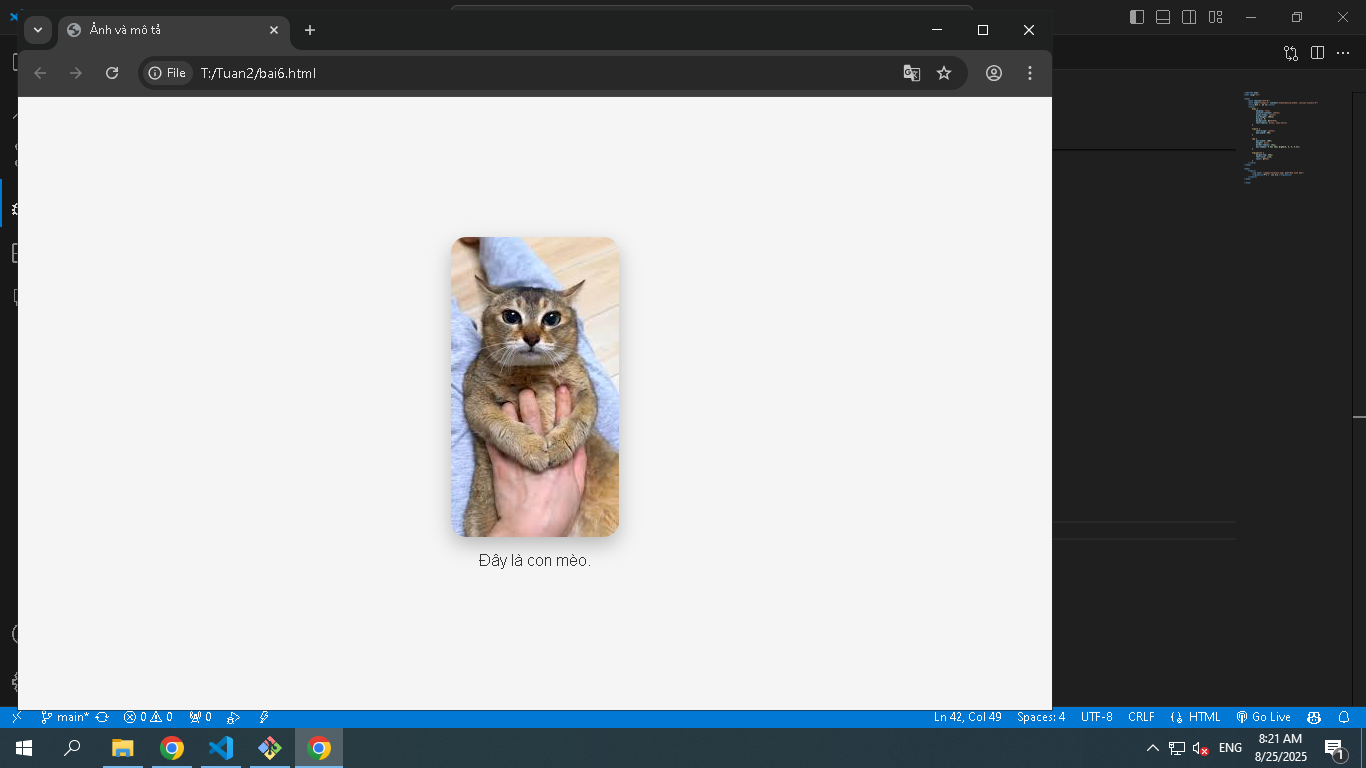 Ảnh và mô tả
File
T:/Tuan2/bai6.html
Đây là con mèo.
main*
0
0
0
Ln 42, Col 49
Spaces: 4
UTF-8
CRLF
HTML
Go Live
ENG
8:21 AM
8/25/2025
1